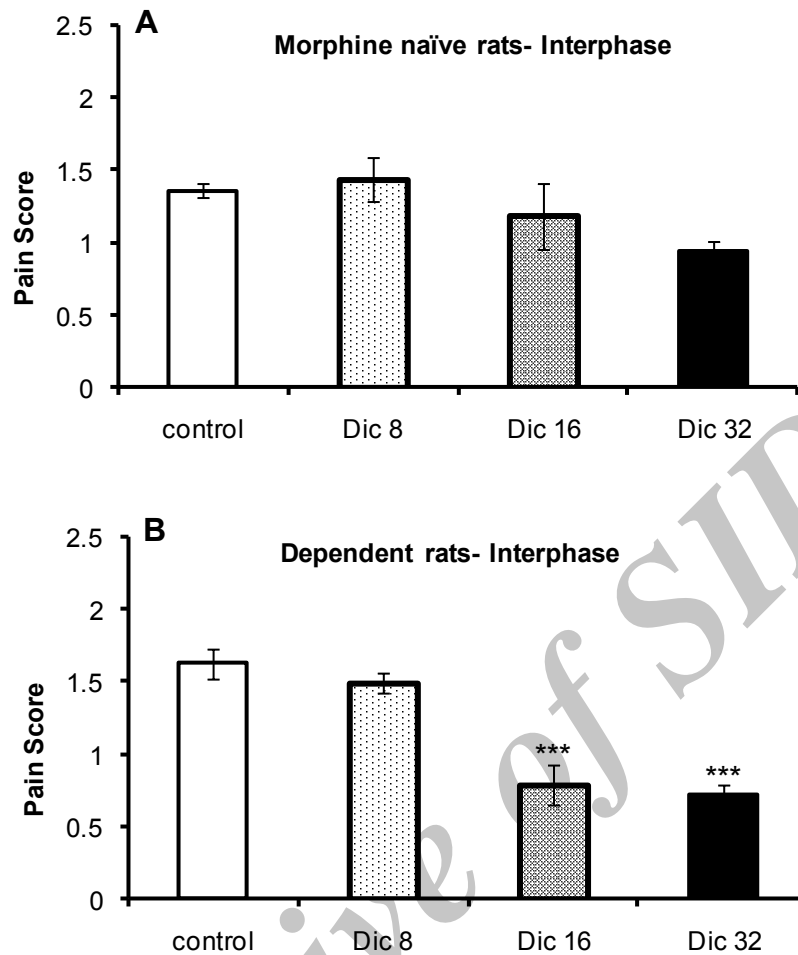 A
Morphine naïve rats- Interphase
Pain Score
2.5
2
1.5
1
0.5
0
control Dic 8 Dic 16 Dic 32
B
Dependent rats- Interphase
Pain Score
2.5
2
1.5
1
0.5
0
*** ***
control Dic 8 Dic 16 Dic 32
of